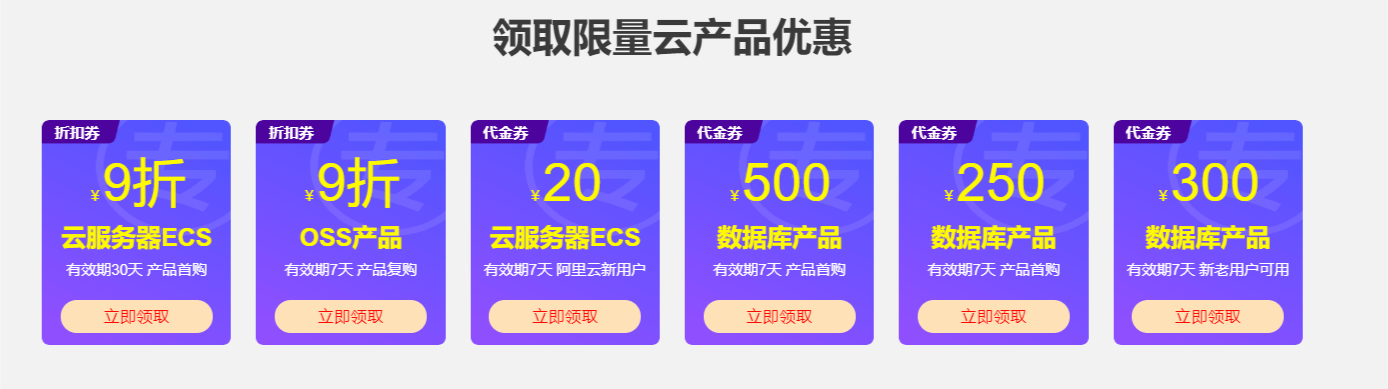 领取限量云产品优惠
折扣券
¥9折
云服务器ECS
有效期30天 产品首购
立即领取
折扣券
¥9折
OSS产品
有效期7天 产品复购
立即领取
代金券
¥20
云服务器ECS
有效期7天 阿里云新用户
立即领取
代金券
¥500
数据库产品
有效期7天 产品首购
立即领取
代金券
¥250
数据库产品
有效期7天 产品首购
立即领取
代金券
¥300
数据库产品
有效期7天 新老用户可用
立即领取
专
专
专
专
专
专